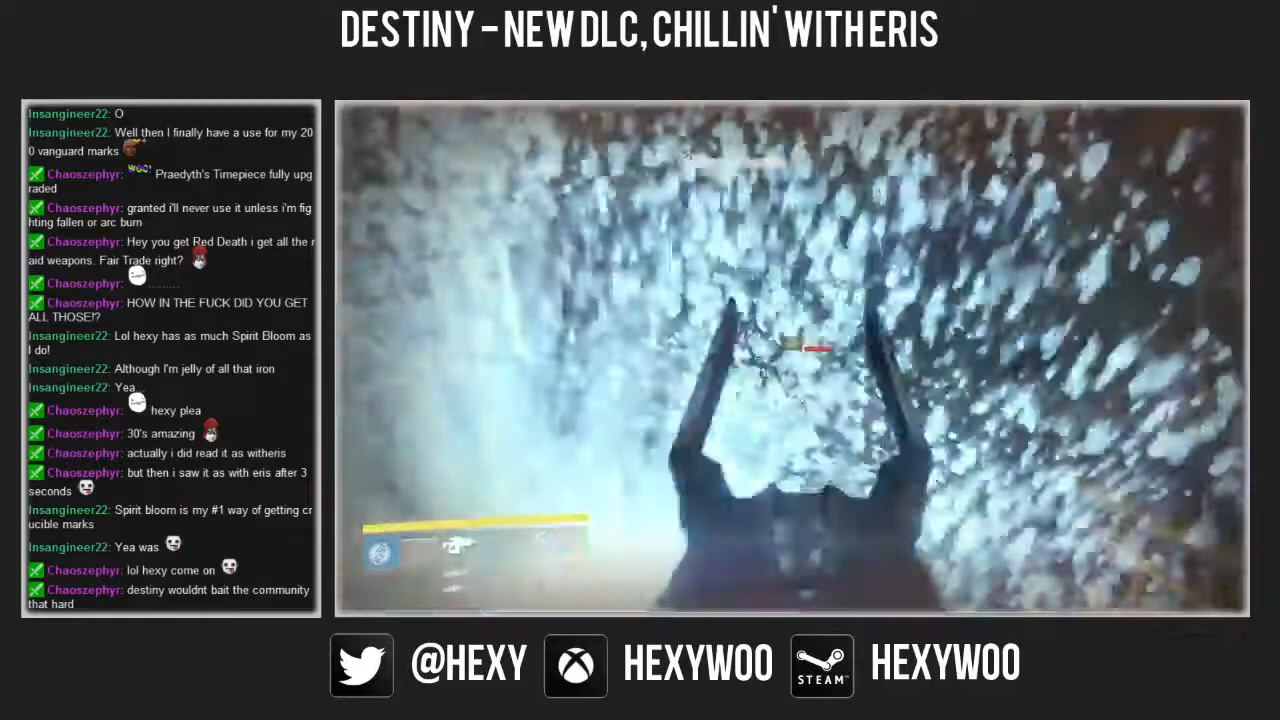 DESTINY - NEW DLC, CHILLIN' WITH ERIS
Insangineer22: O
Insangineer22: Well then I finally have a use for my 20
0 vanguard marks
Chaoszephyr: WOO! Praedyth's Timepiece fully upg
raded
Chaoszephyr: granted i'll never use it unless i'm fig
hting fallen or arc burn
Chaoszephyr: Hey you get Red Death i get all the r
aid weapons. Fair Trade right?
Chaoszephyr: .........
Chaoszephyr: HOW IN THE FUCK DID YOU GET
ALL THOSE!?
Insangineer22: Lol hexy has as much Spirit Bloom as
I do!
Insangineer22: Although I'm jelly of all that iron
Insangineer22: Yea...
Chaoszephyr: hexy plea
Chaoszephyr: 30's amazing
Chaoszephyr: actually i did read it as witheris
Chaoszephyr: but then i saw it as with eris after 3
seconds
Insangineer22: Spirit bloom is my #1 way of getting cr
ucible marks
Insangineer22: Yea was
Chaoszephyr: lol hexy come on
Chaoszephyr: destiny wouldnt bait the community
that hard
@HEXY HEXYWOO STEAM HEXYWOO